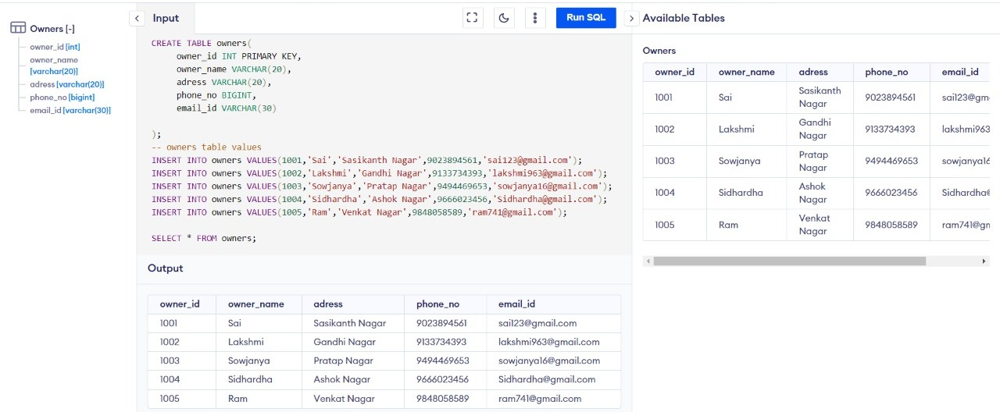 Owners [-]
owner_id [int]
owner_name
[varchar(20)]
adress [varchar(20)]
phone_no [bigint]
email_id [varchar(30)]
Input
Run SQL
CREATE TABLE owners(
owner_id INT PRIMARY KEY,
owner_name VARCHAR(20),
adress VARCHAR(20),
phone_no BIGINT,
email_id VARCHAR(30)
);
-- owners table values
INSERT INTO owners VALUES(1001,'Sai','Sasikanth Nagar',9023894561,'sai123@gmail.com');
INSERT INTO owners VALUES(1002,'Lakshmi','Gandhi Nagar',9133734393,'lakshmi963@gmail.com');
INSERT INTO owners VALUES(1003,'Sowjanya','Pratap Nagar',9494469653,'sowjanya16@gmail.com');
INSERT INTO owners VALUES(1004,'Sidhardha','Ashok Nagar',9666023456,'Sidhardha@gmail.com');
INSERT INTO owners VALUES(1005,'Ram','Venkat Nagar',9848058589,'ram741@gmail.com');
SELECT * FROM owners;
Output
owner_id owner_name adress phone_no email_id
1001 Sai Sasikanth Nagar 9023894561 sai123@gmail.com
1002 Lakshmi Gandhi Nagar 9133734393 lakshmi963@gmail.com
1003 Sowjanya Pratap Nagar 9494469653 sowjanya16@gmail.com
1004 Sidhardha Ashok Nagar 9666023456 Sidhardha@gmail.com
1005 Ram Venkat Nagar 9848058589 ram741@gmail.com
Available Tables
Owners
owner_id owner_name adress phone_no email_id
Sasikanth
1001 Sai 9023894561 sai123@gm
Nagar
Gandhi
1002 Lakshmi 9133734393 lakshmi963
Nagar
Pratap
1003 Sowjanya 9494469653 sowjanya16
Nagar
Ashok
1004 Sidhardha 9666023456 Sidhardha@
Nagar
Venkat
1005 Ram 9848058589 ram741@gm
Nagar